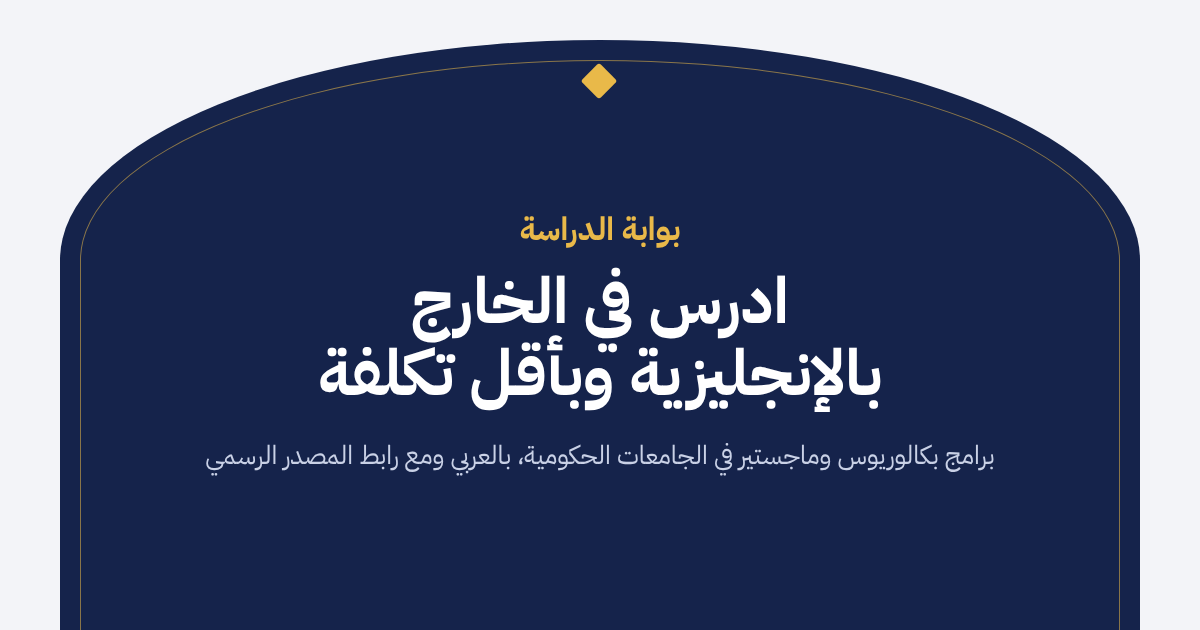 بوابة الدراسة
ادرس في الخارج
بالإنجليزية وبأقل تكلفة
برامج بكالوريوس وماجستير في الجامعات الحكومية، بالعربي ومع رابط المصدر الرسمي